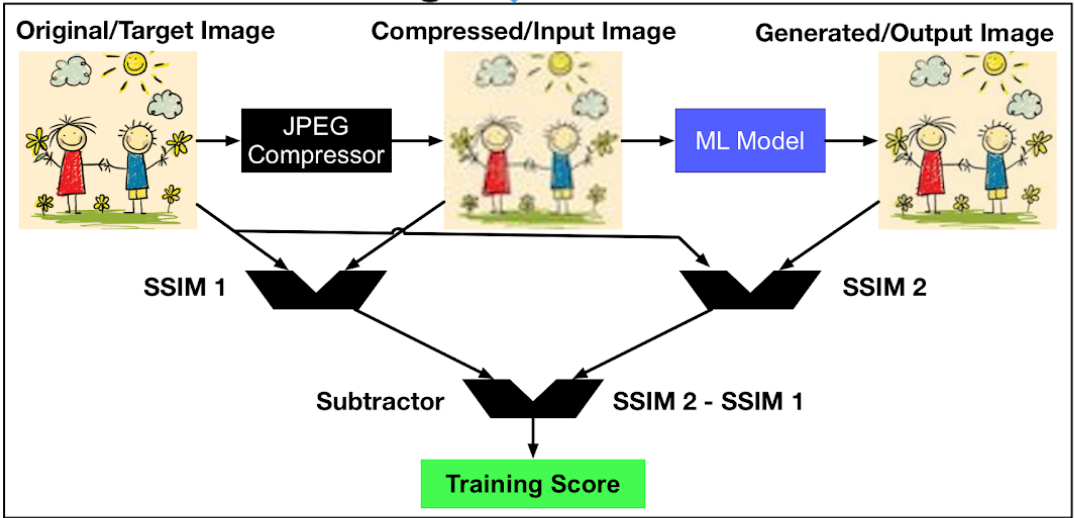 Original/Target Image
Compressed/Input Image
Generated/Output Image
JPEG
Compressor
ML Model
SSIM 1
SSIM 2
Subtractor
SSIM 2 - SSIM 1
Training Score